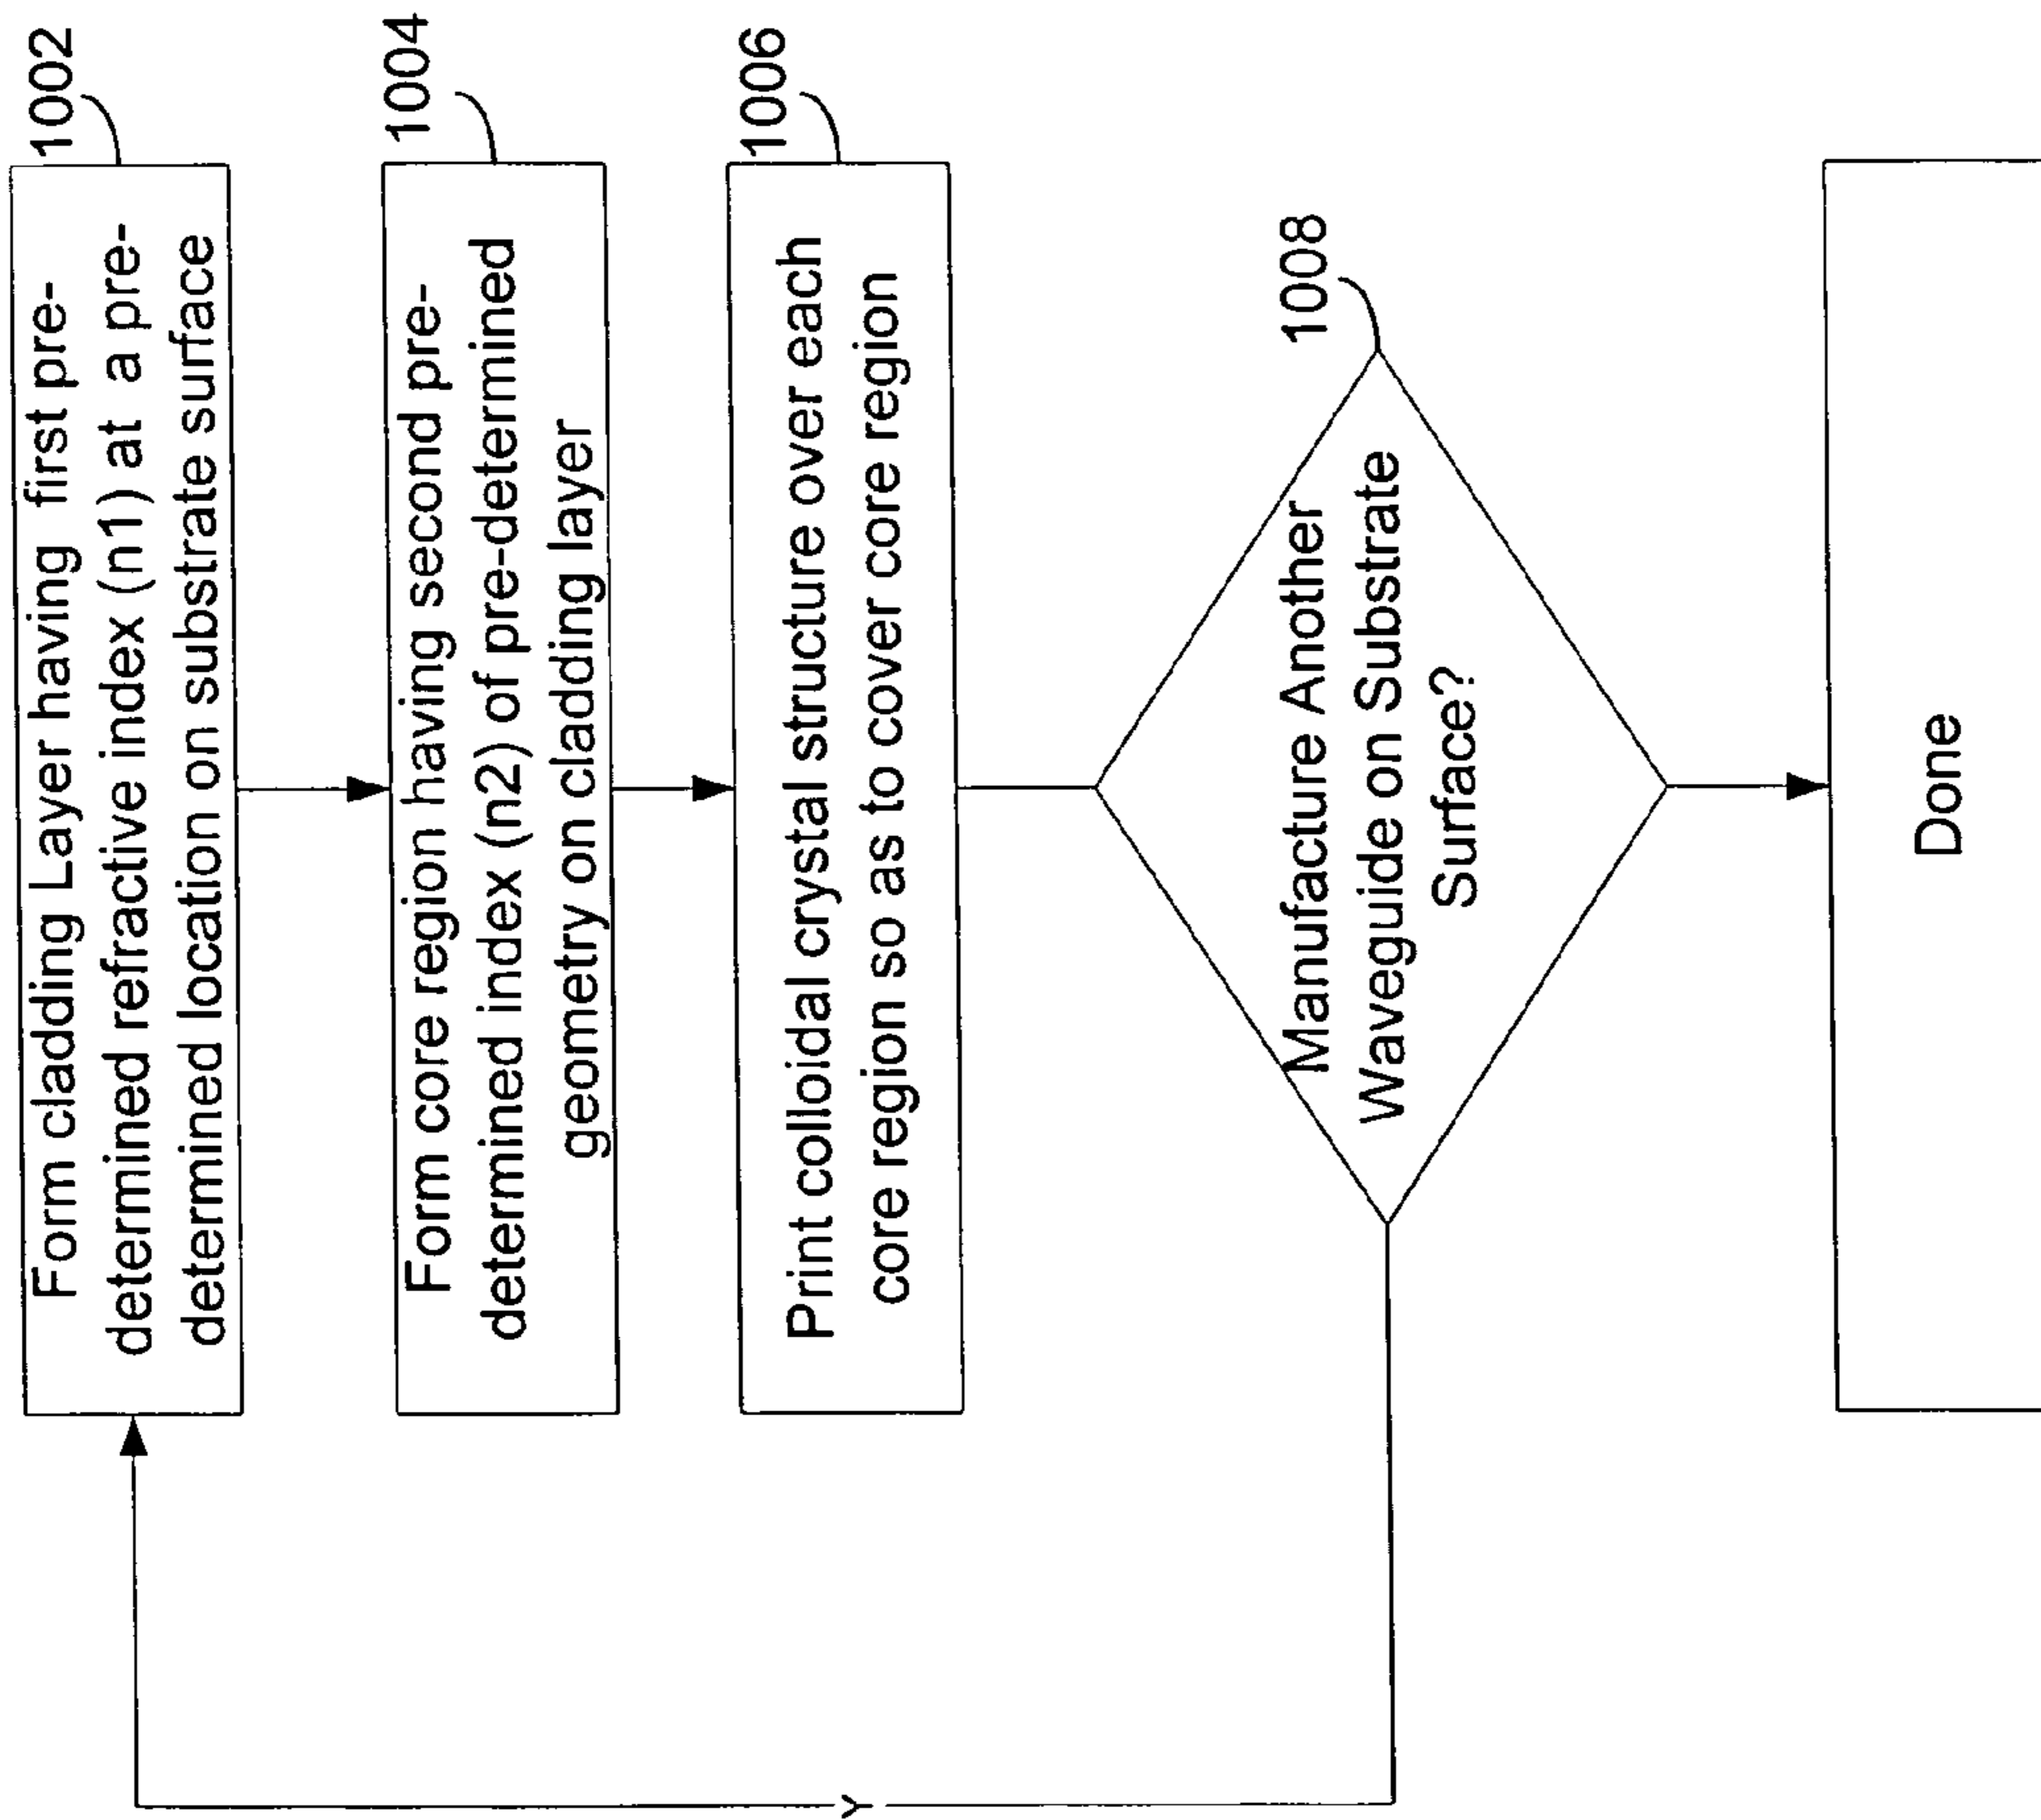 1002
Form cladding Layer having first pre-
determined refractive index (n1) at a pre-
determined location on substrate surface
1004
Form core region having second pre-
determined index (n2) of pre-determined
geometry on cladding layer
1006
Print colloidal crystal structure over each
core region so as to cover core region
1008
Manufacture Another
Waveguide on Substrate
Surface?
Y
Done